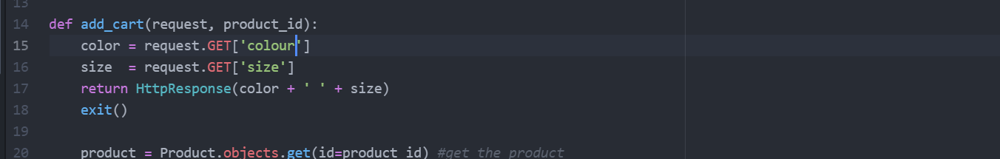 13
14 def add_cart(request, product_id):
15     color = request.GET['colour']
16     size  = request.GET['size']
17     return HttpResponse(color + ' ' + size)
18     exit()
19
20     product = Product.objects.get(id=product_id) #get the product